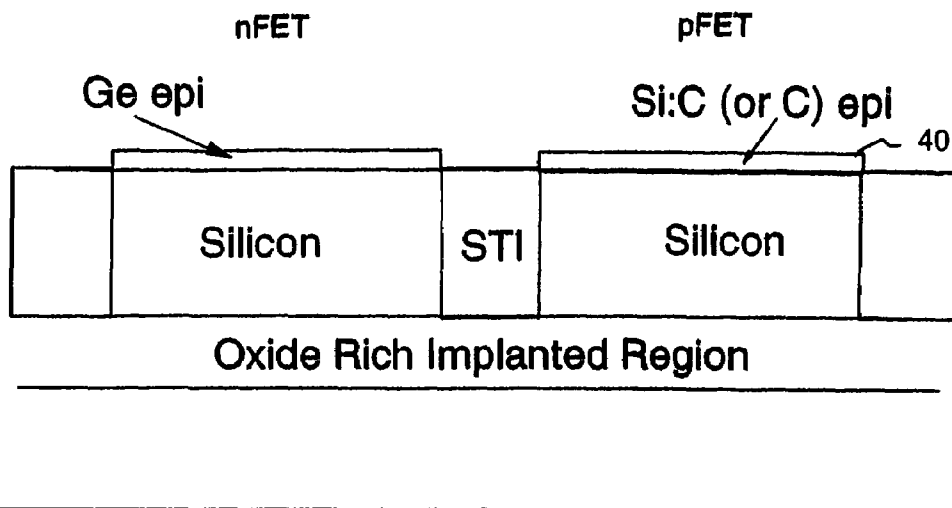 nFET pFET
Ge epi Si:C (or C) epi
40
Silicon STI Silicon
Oxide Rich Implanted Region